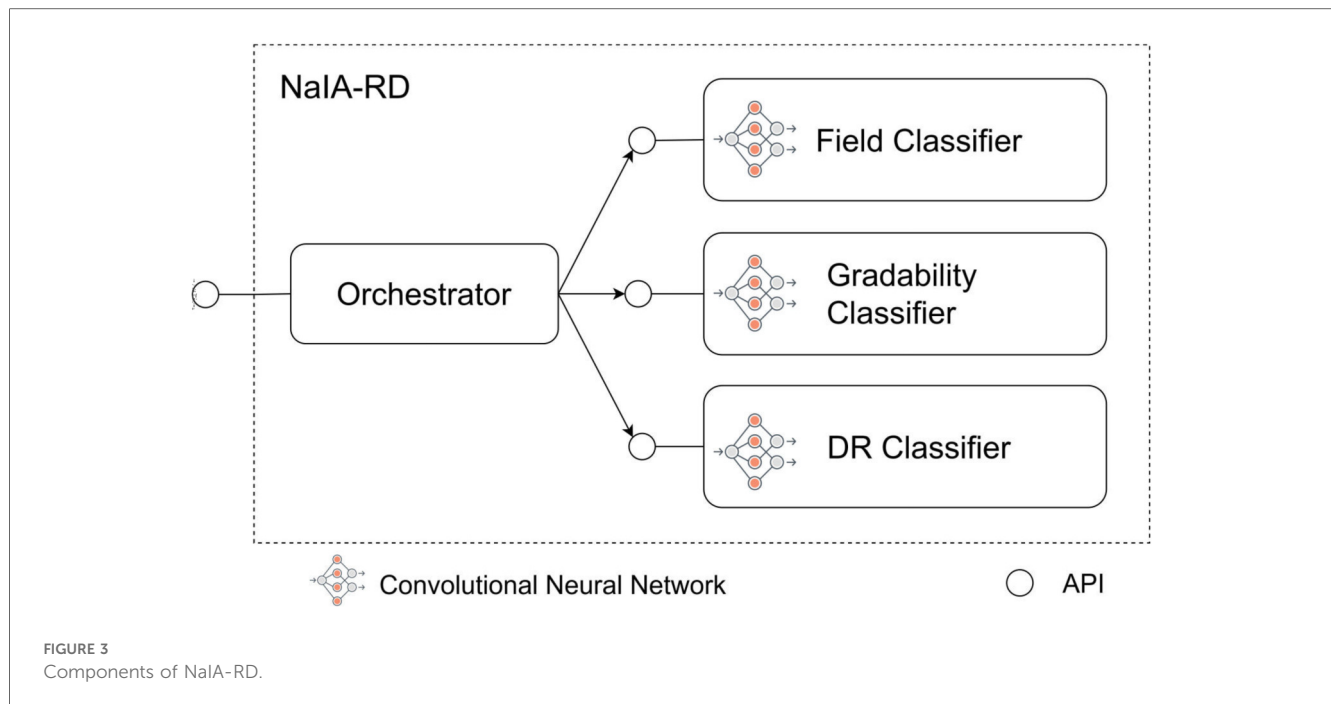 NaIA-RD
Field Classifier
Orchestrator
Gradability
Classifier
DR Classifier
Convolutional Neural Network
API
FIGURE 3
Components of NaIA-RD.